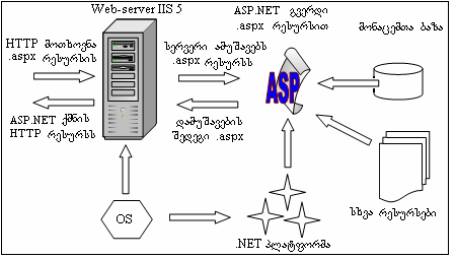 Web-server IIS 5
ASP.NET გვერდი
.aspx რესურსით
მონაცემთა ბაზა
HTTP მოთხოვნა
.aspx რესურსის
სერვერი ამუშავებს
.aspx რესურსს
ASP
ASP.NET ქმნის
HTTP რესურსს
დამუშავების
შედეგი .aspx
OS
.NET პლატფორმა
სხვა რესურსები